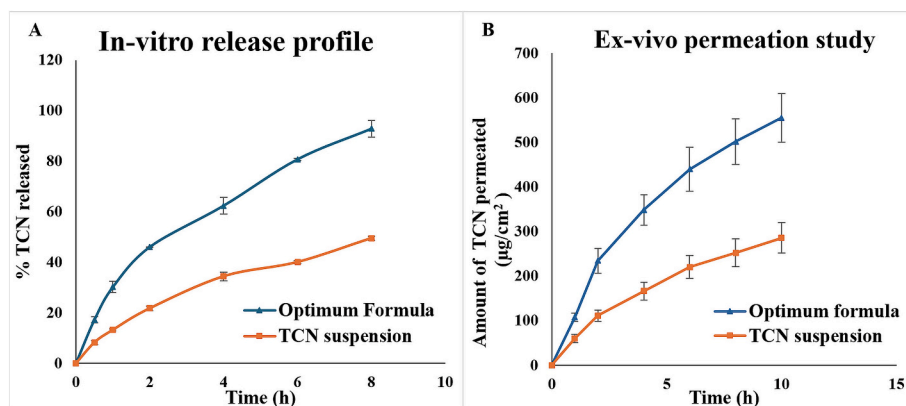 A
In-vitro release profile
% TCN released
120
100
80
60
40
20
0
0
2
4
6
8
10
Time (h)
Optimum Formula
TCN suspension
B
Ex-vivo permeation study
Amount of TCN permeated
(µg/cm²)
700
600
500
400
300
200
100
0
0
5
10
15
Time (h)
Optimum formula
TCN suspension